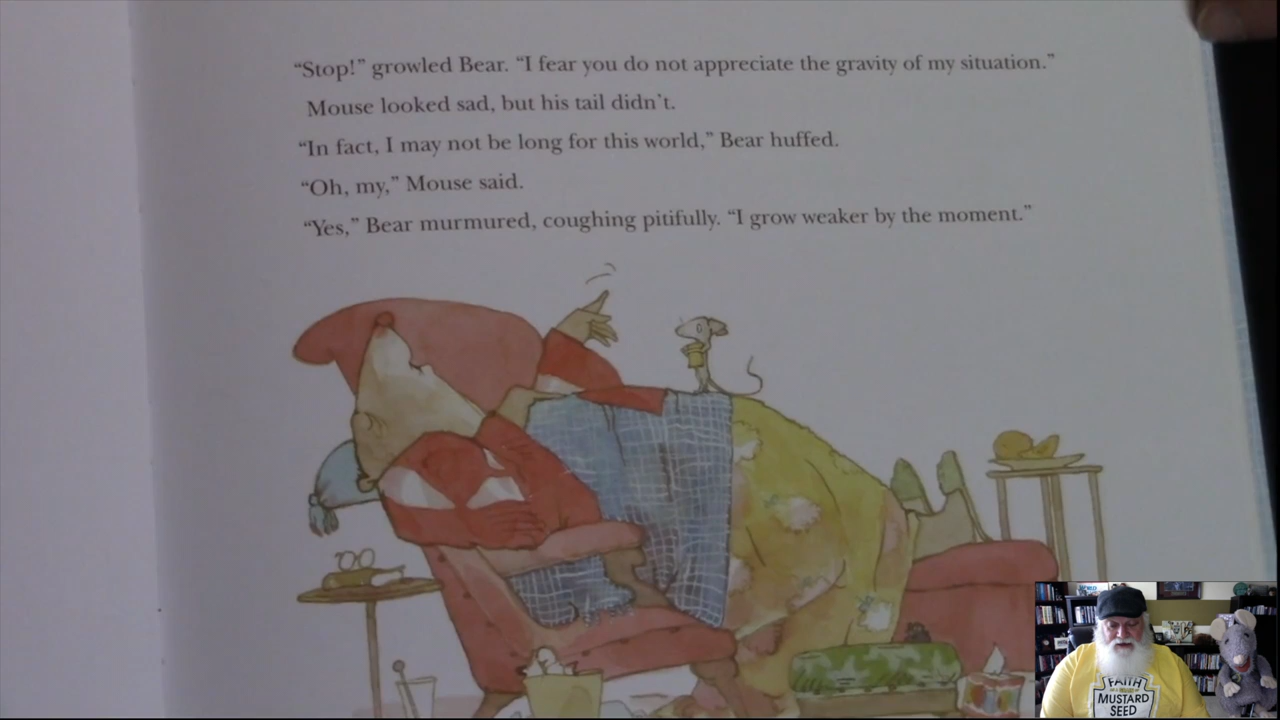 “Stop!” growled Bear. “I fear you do not appreciate the gravity of my situation.”
Mouse looked sad, but his tail didn’t.
“In fact, I may not be long for this world,” Bear huffed.
“Oh, my,” Mouse said.
“Yes,” Bear murmured, coughing pitifully. “I grow weaker by the moment.”
FAITH
MUSTARD
SEED